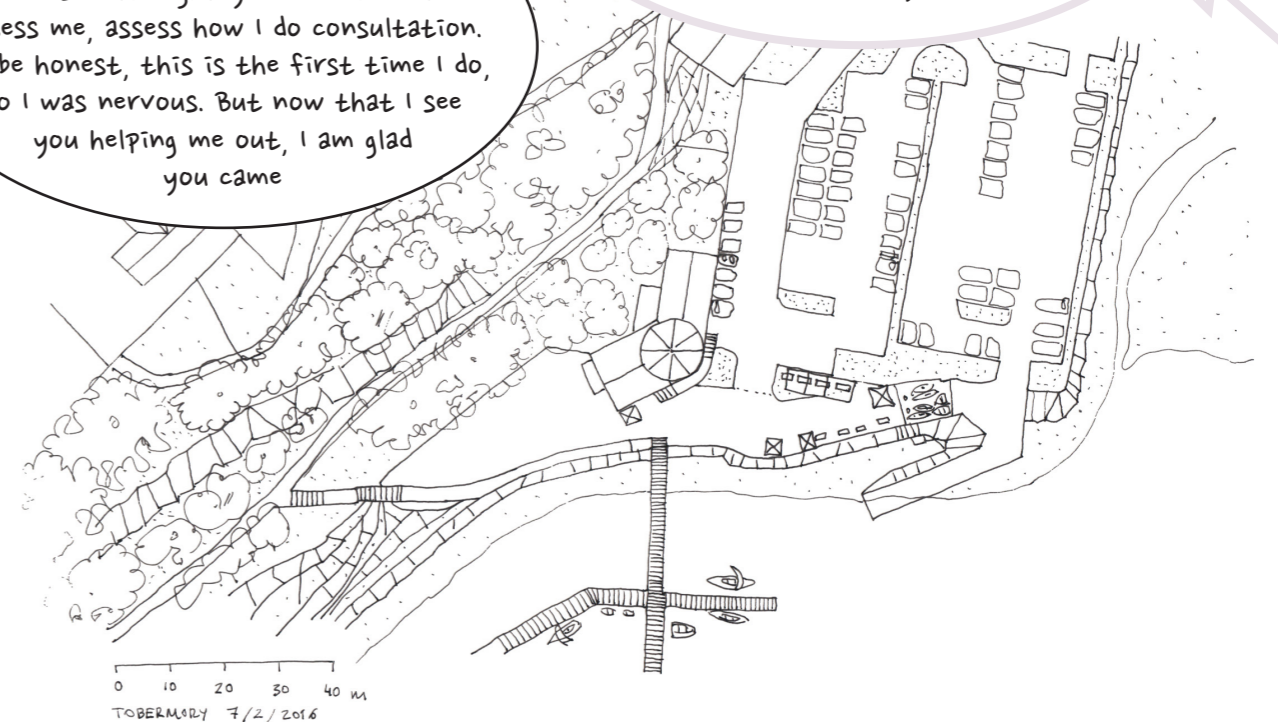 ess me, assess how I do consultation.
be honest, this is the first time I do,
o I was nervous. But now that I see
you helping me out, I am glad
you came
0 10 20 30 40 m
TOBERMORY 7/2/2016